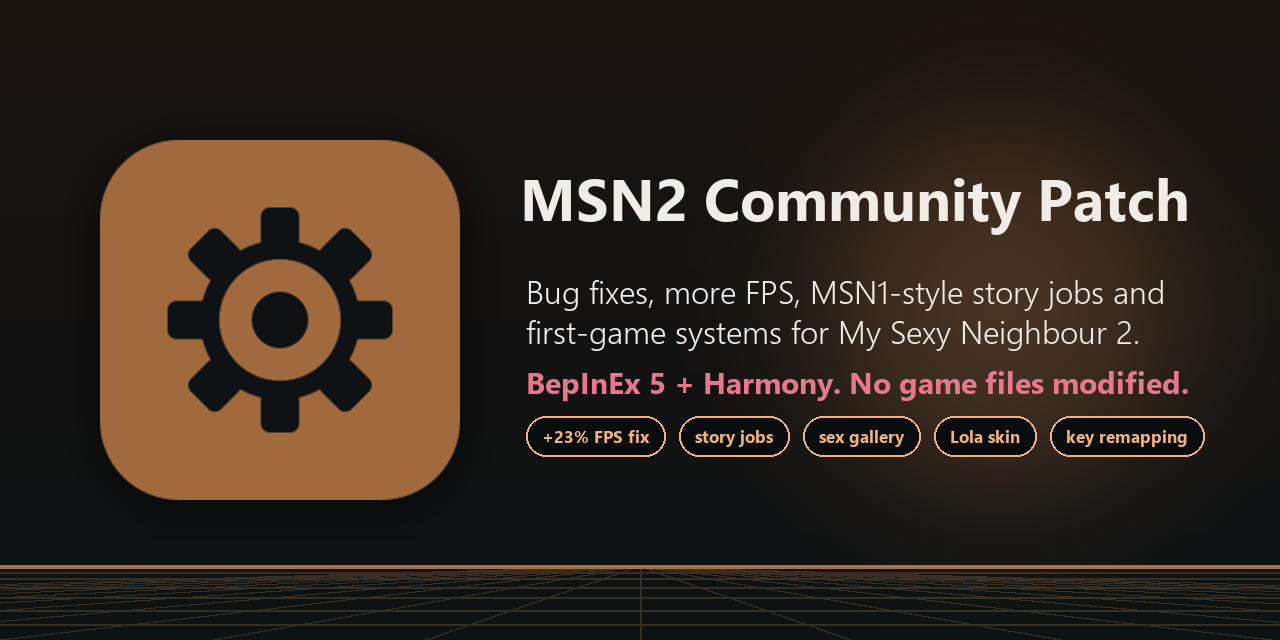 MSN2 Community Patch
Bug fixes, more FPS, MSN1-style story jobs and
first-game systems for My Sexy Neighbour 2.
BepInEx 5 + Harmony. No game files modified.
+23% FPS fix
story jobs
sex gallery
Lola skin
key remapping